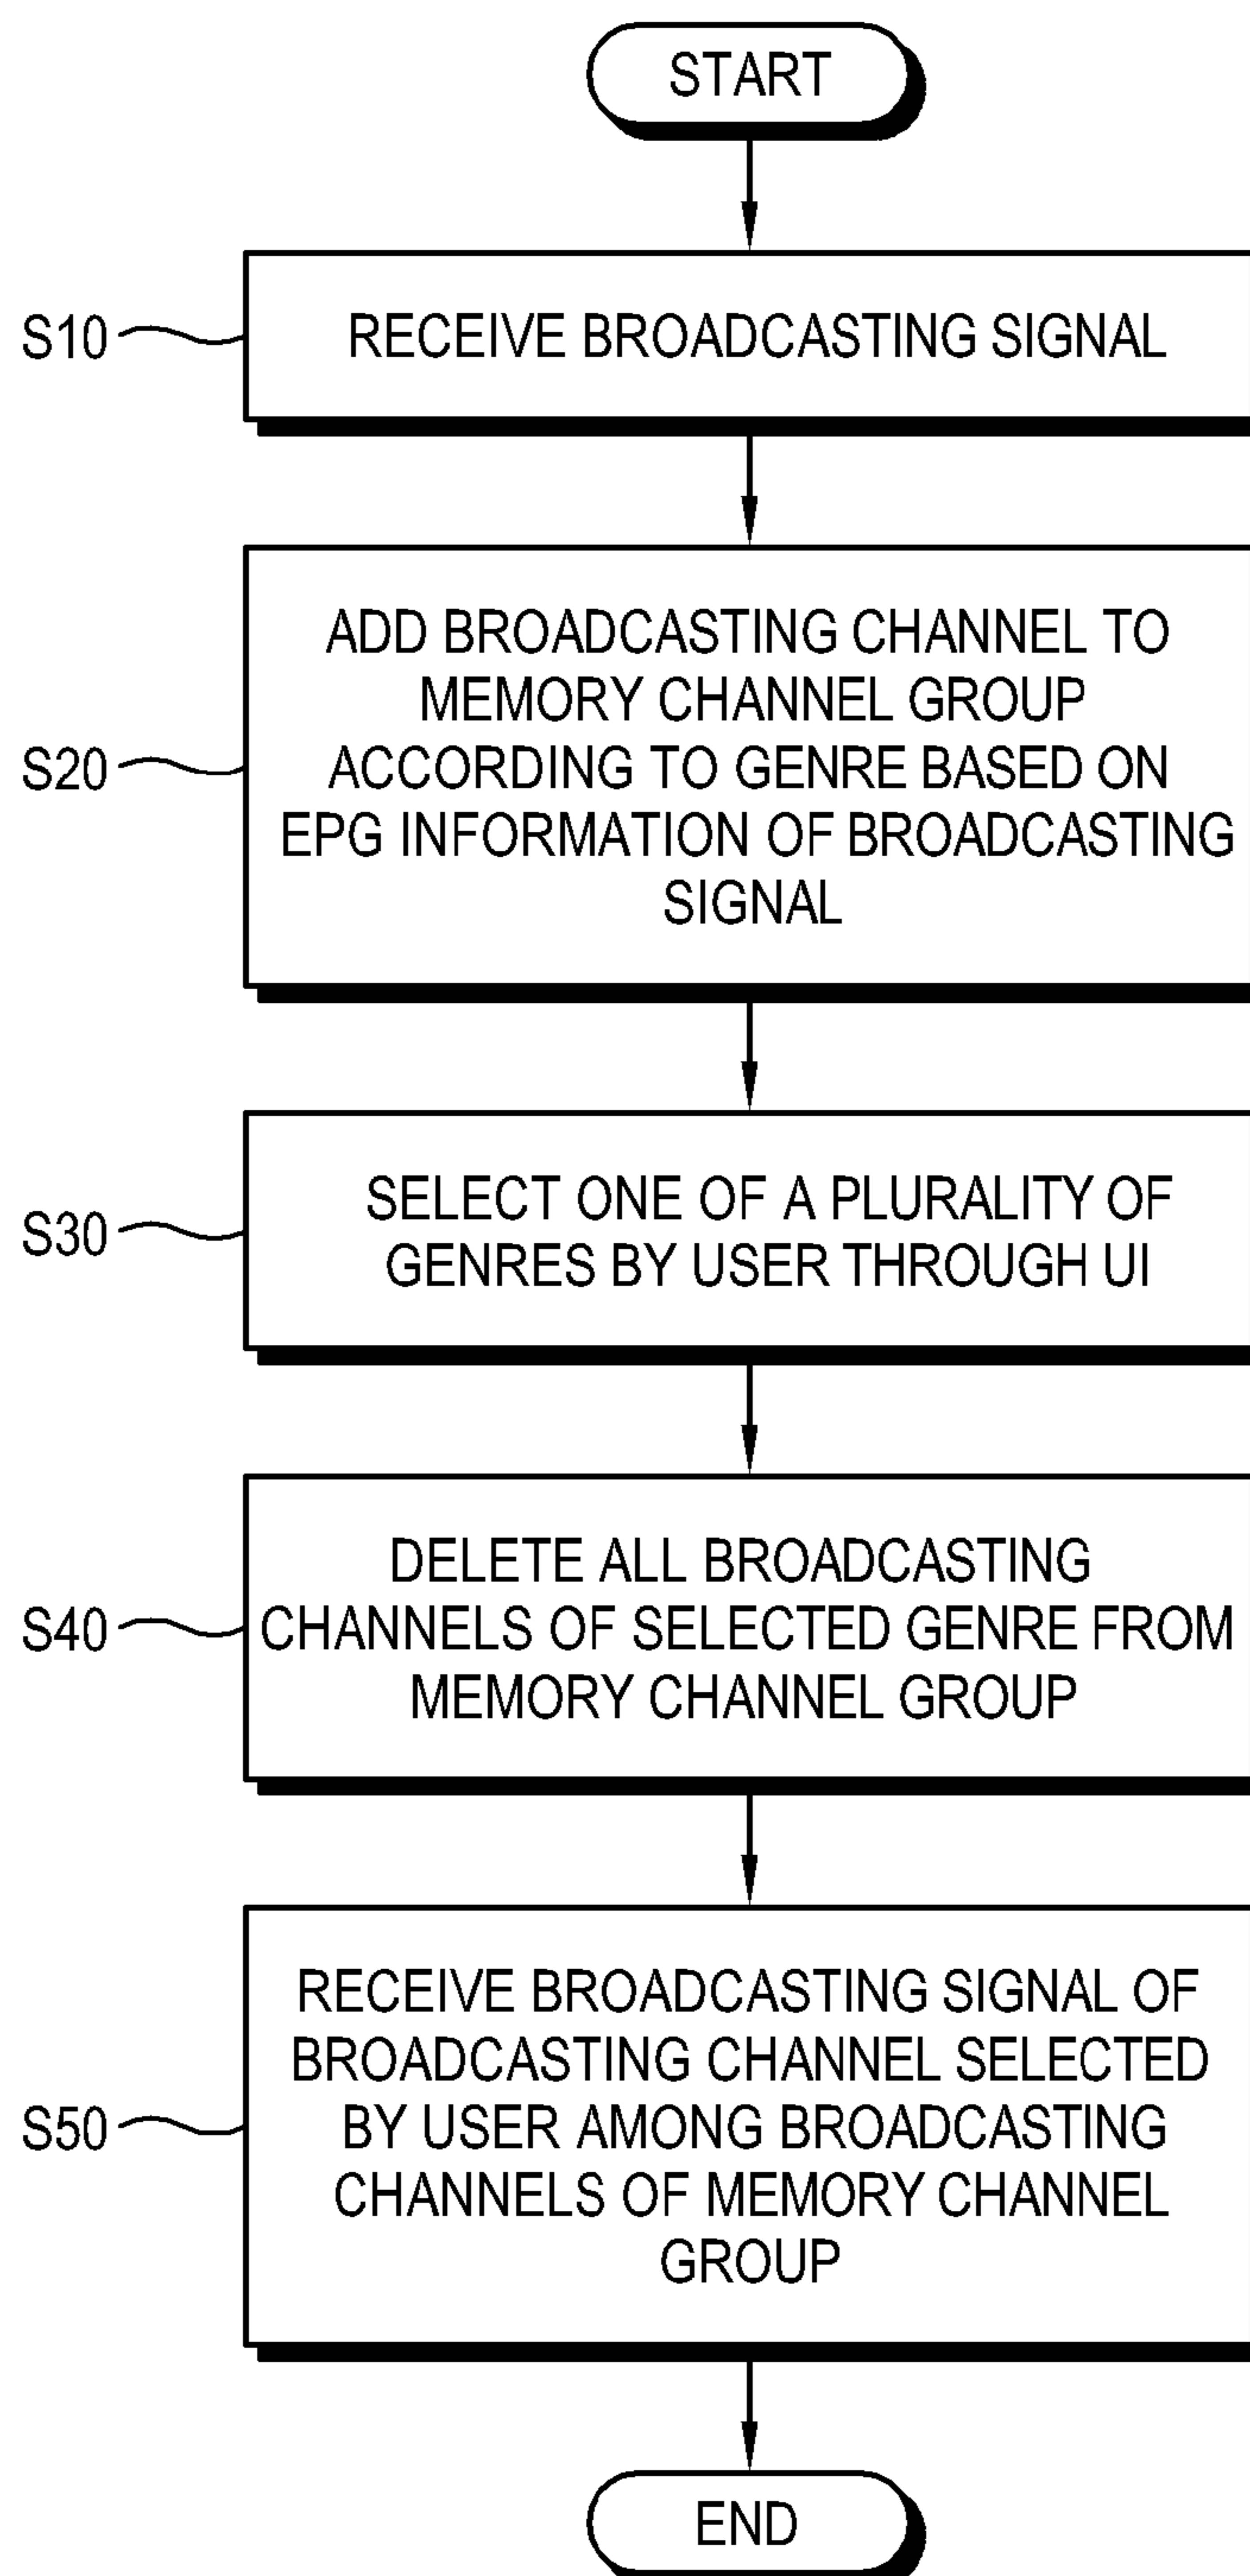 START
S10
RECEIVE BROADCASTING SIGNAL
S20
ADD BROADCASTING CHANNEL TO
MEMORY CHANNEL GROUP
ACCORDING TO GENRE BASED ON
EPG INFORMATION OF BROADCASTING
SIGNAL
S30
SELECT ONE OF A PLURALITY OF
GENRES BY USER THROUGH UI
S40
DELETE ALL BROADCASTING
CHANNELS OF SELECTED GENRE FROM
MEMORY CHANNEL GROUP
S50
RECEIVE BROADCASTING SIGNAL OF
BROADCASTING CHANNEL SELECTED
BY USER AMONG BROADCASTING
CHANNELS OF MEMORY CHANNEL
GROUP
END